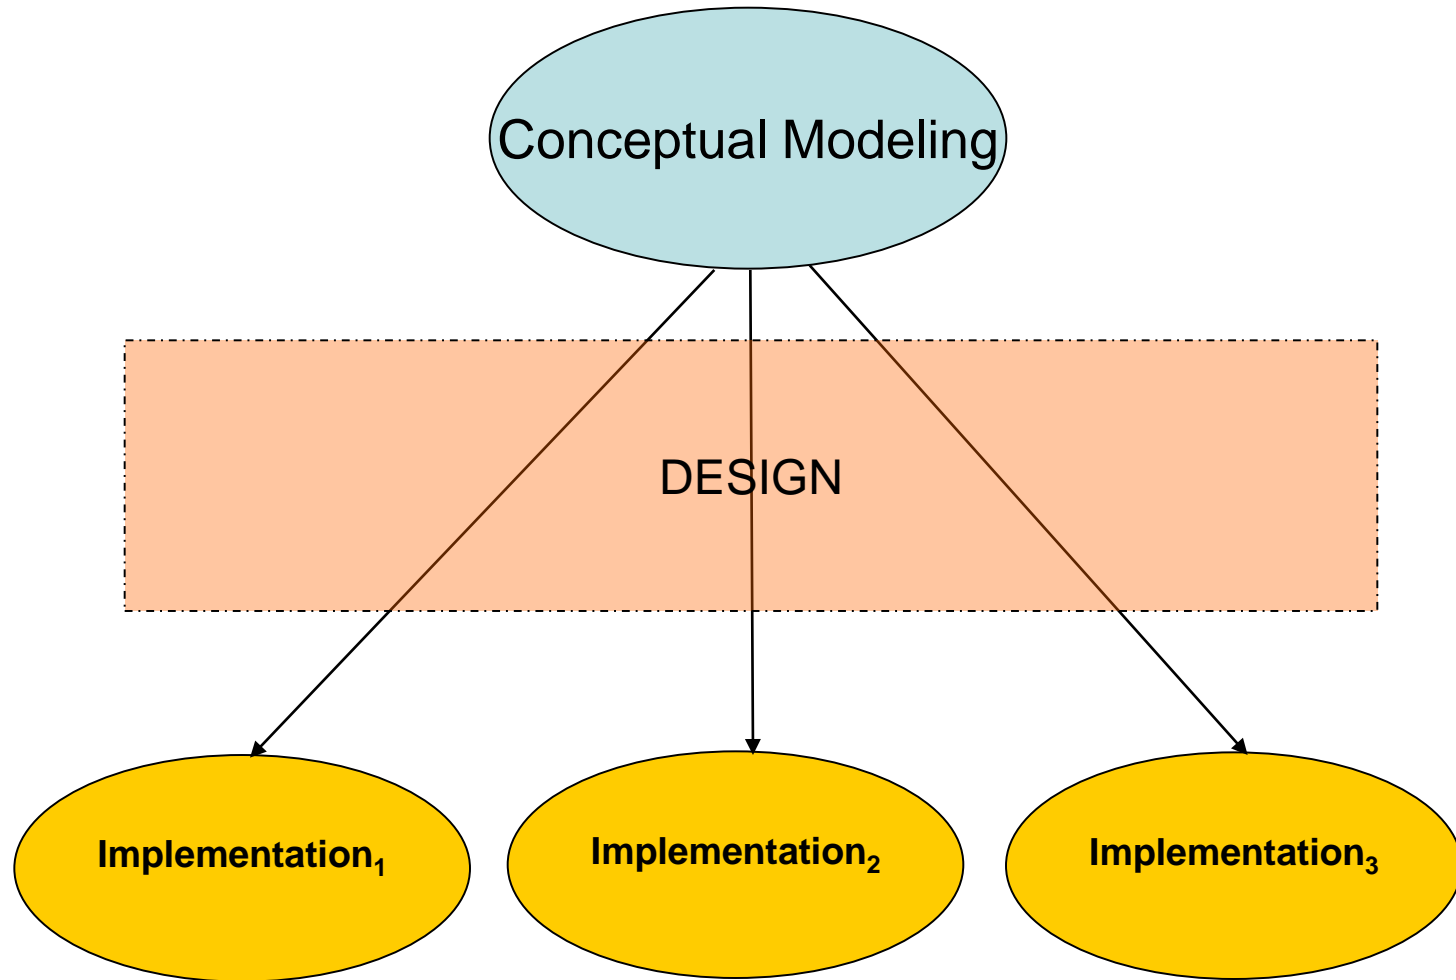 Conceptual Modeling
DESIGN
Implementation₁
Implementation₂
Implementation₃